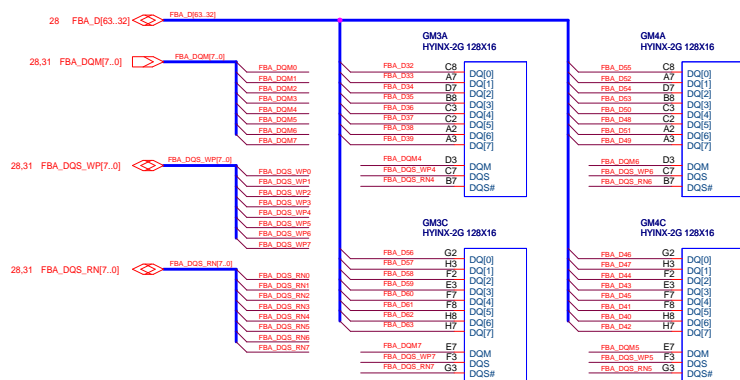 28 FBA_D[63..32] FBA_D[63..32]
28,31 FBA_DQM[7..0] FBA_DQM[7..0]
FBA_DQM0
FBA_DQM1
FBA_DQM2
FBA_DQM3
FBA_DQM4
FBA_DQM5
FBA_DQM6
FBA_DQM7
28,31 FBA_DQS_WP[7..0] FBA_DQS_WP[7..0]
FBA_DQS_WP0
FBA_DQS_WP1
FBA_DQS_WP2
FBA_DQS_WP3
FBA_DQS_WP4
FBA_DQS_WP5
FBA_DQS_WP6
FBA_DQS_WP7
28,31 FBA_DQS_RN[7..0] FBA_DQS_RN[7..0]
FBA_DQS_RN0
FBA_DQS_RN1
FBA_DQS_RN2
FBA_DQS_RN3
FBA_DQS_RN4
FBA_DQS_RN5
FBA_DQS_RN6
FBA_DQS_RN7
GM3A
HYINX-2G 128X16
FBA_D32 C8 DQ[0]
FBA_D33 A7 DQ[1]
FBA_D34 D7 DQ[2]
FBA_D35 B8 DQ[3]
FBA_D36 C3 DQ[4]
FBA_D37 C2 DQ[5]
FBA_D38 A2 DQ[6]
FBA_D39 A3 DQ[7]
FBA_DQM4 D3 DQM
FBA_DQS_WP4 C7 DQS
FBA_DQS_RN4 B7 DQS#
GM4A
HYINX-2G 128X16
FBA_D55 C8 DQ[0]
FBA_D52 A7 DQ[1]
FBA_D54 D7 DQ[2]
FBA_D53 B8 DQ[3]
FBA_D50 C3 DQ[4]
FBA_D48 C2 DQ[5]
FBA_D51 A2 DQ[6]
FBA_D49 A3 DQ[7]
FBA_DQM6 D3 DQM
FBA_DQS_WP6 C7 DQS
FBA_DQS_RN6 B7 DQS#
GM3C
HYINX-2G 128X16
FBA_D56 G2 DQ[0]
FBA_D57 H3 DQ[1]
FBA_D58 F2 DQ[2]
FBA_D59 E3 DQ[3]
FBA_D60 F7 DQ[4]
FBA_D61 F8 DQ[5]
FBA_D62 H8 DQ[6]
FBA_D63 H7 DQ[7]
FBA_DQM7 E7 DQM
FBA_DQS_WP7 F3 DQS
FBA_DQS_RN7 G3 DQS#
GM4C
HYINX-2G 128X16
FBA_D46 G2 DQ[0]
FBA_D47 H3 DQ[1]
FBA_D44 F2 DQ[2]
FBA_D43 E3 DQ[3]
FBA_D45 F7 DQ[4]
FBA_D41 F8 DQ[5]
FBA_D40 H8 DQ[6]
FBA_D42 H7 DQ[7]
FBA_DQM5 E7 DQM
FBA_DQS_WP5 F3 DQS
FBA_DQS_RN5 G3 DQS#